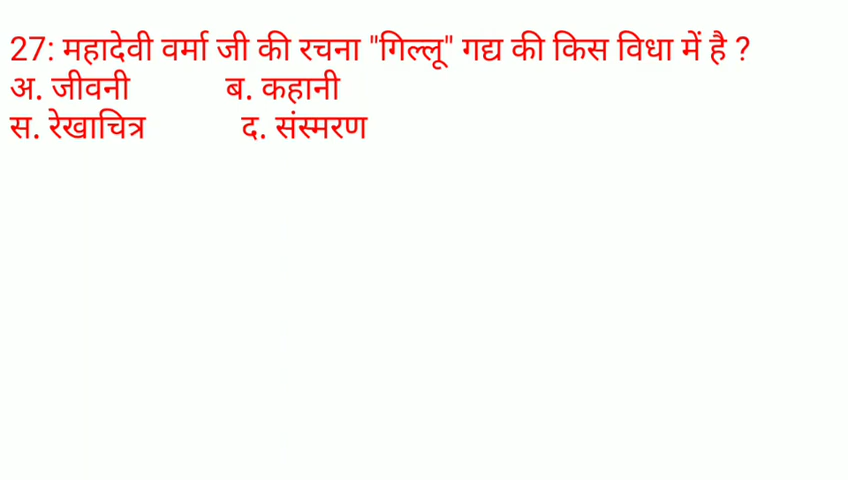 27: महादेवी वर्मा जी की रचना "गिल्लू" गद्य की किस विधा में है ?
अ. जीवनी ब. कहानी
स. रेखाचित्र द. संस्मरण